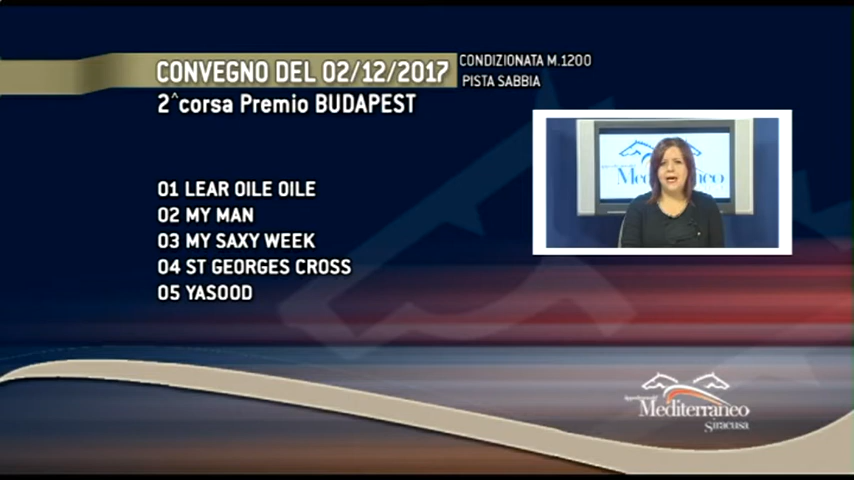 CONVEGNO DEL 02/12/2017
CONDIZIONATA M.1200
PISTA SABBIA
2^corsa Premio BUDAPEST
01 LEAR OILE OILE
02 MY MAN
03 MY SAXY WEEK
04 ST GEORGES CROSS
05 YASOOD
Mediterraneo
Mediterraneo
Siracusa